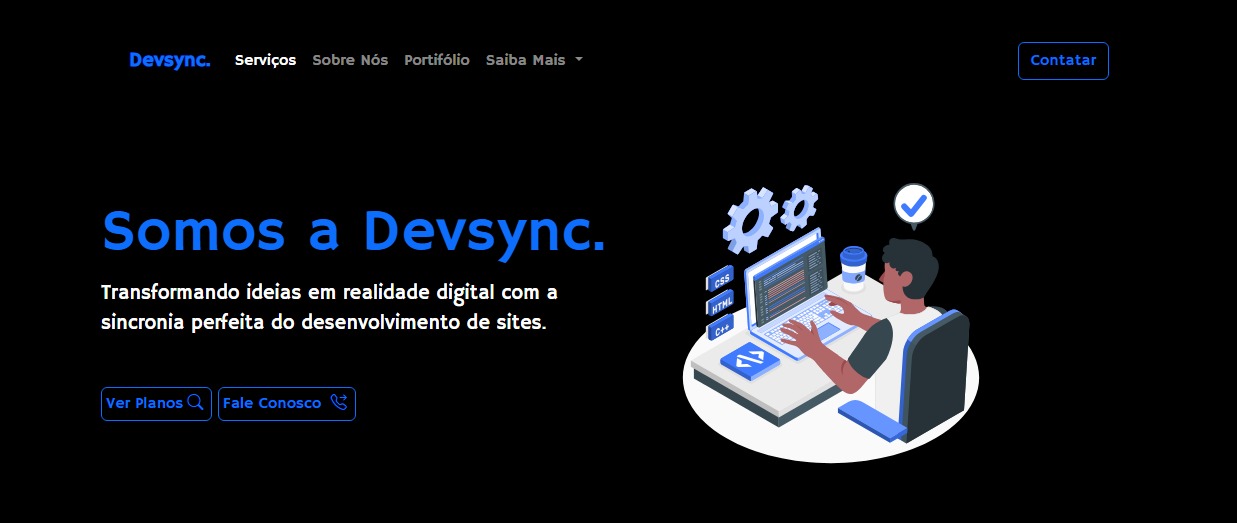 Devsync. Serviços Sobre Nós Portifólio Saiba Mais Contatar
Somos a Devsync.
Transformando ideias em realidade digital com a
sincronia perfeita do desenvolvimento de sites.
Ver Planos Fale Conosco
CSS
HTML
C++